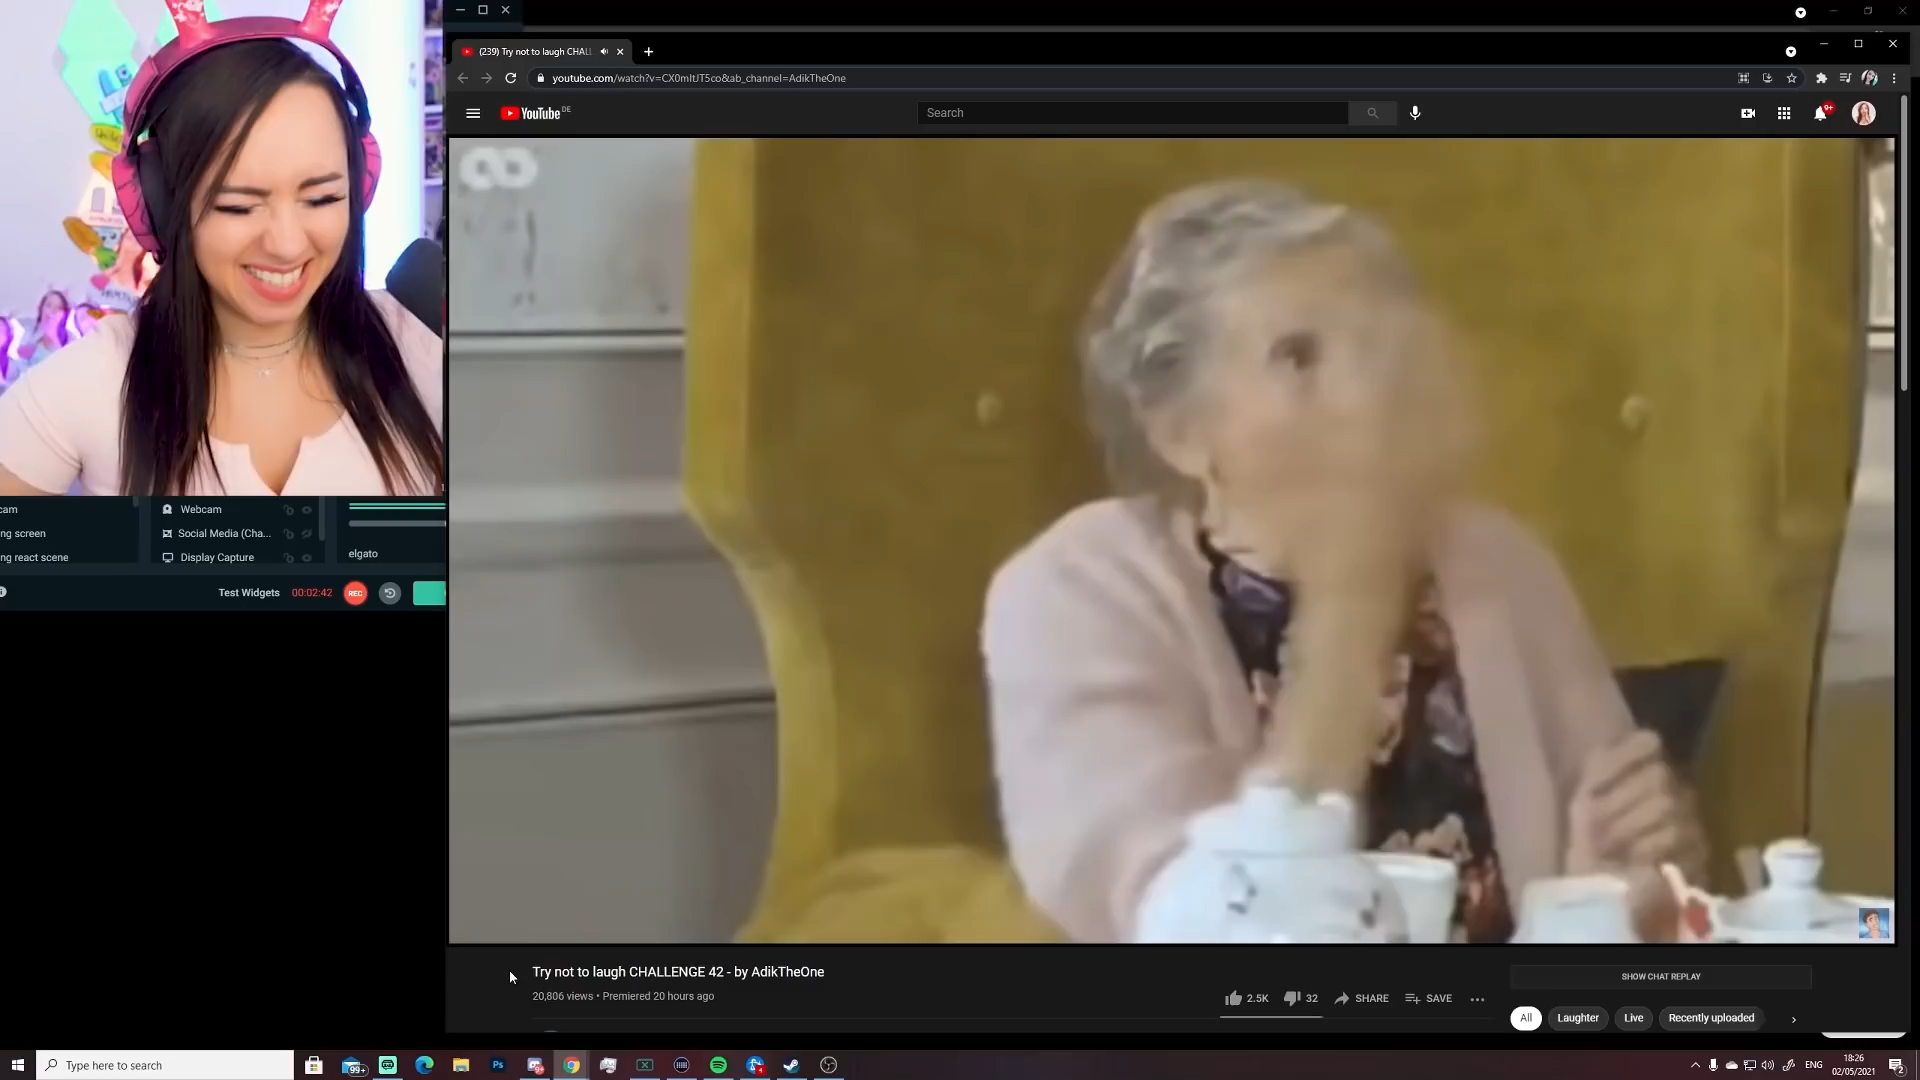 (239) Try not to laugh CHALL
youtube.com/watch?v=CX0mItJT5co&ab_channel=AdikTheOne
YouTube DE
Search
9+
cam
Webcam
ng screen
Social Media (Cha...
ng react scene
Display Capture
elgato
Test Widgets
00:02:42
REC
Try not to laugh CHALLENGE 42 - by AdikTheOne
20,806 views • Premiered 20 hours ago
2.5K
32
SHARE
SAVE
SHOW CHAT REPLAY
All
Laughter
Live
Recently uploaded
Type here to search
99+
Ps
ENG
18:26
02/05/2021
2